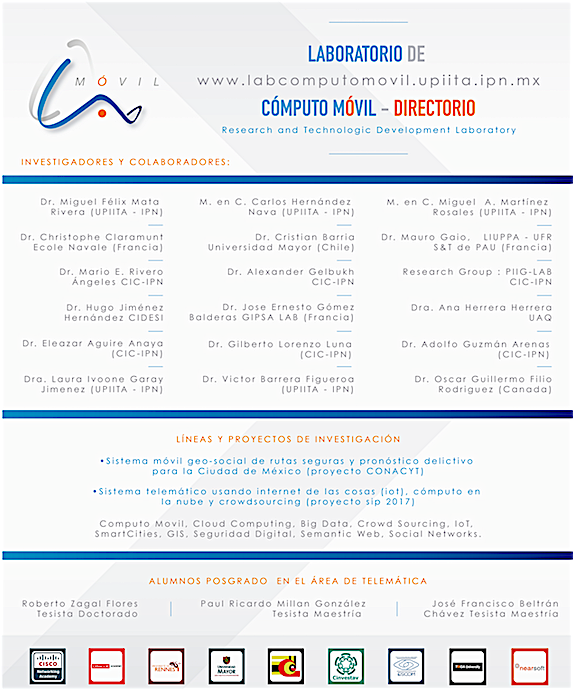 LABORATORIO DE
MÓVIL
www.labcomputomovil.upiita.ipn.mx
CÓMPUTO MÓVIL - DIRECTORIO
Research and Technologic Development Laboratory
INVESTIGADORES Y COLABORADORES:
Dr. Miguel Félix Mata
Rivera (UPIITA - IPN)
M. en C. Carlos Hernández
Nava (UPIITA - IPN)
M. en C. Miguel A. Martínez
Rosales (UPIITA - IPN)
Dr. Christophe Claramunt
Ecole Navale (Francia)
Dr. Cristian Barría
Universidad Mayor (Chile)
Dr. Mauro Gaio, LIUPPA - UFR
S&T de PAU (Francia)
Dr. Mario E. Rivero
Ángeles CIC-IPN
Dr. Alexander Gelbukh
CIC-IPN
Research Group : PIIG-LAB
CIC-IPN
Dr. Hugo Jiménez
Hernández CIDESI
Dr. Jose Ernesto Gómez
Balderas GIPSA LAB (Francia)
Dra. Ana Herrera Herrera
UAQ
Dr. Eleazar Aguire Anaya
(CIC-IPN)
Dr. Gilberto Lorenzo Luna
(CIC-IPN)
Dr. Adolfo Guzmán Arenas
(CIC-IPN)
Dra. Laura Ivoone Garay
Jimenez (UPIITA - IPN)
Dr. Victor Barrera Figueroa
(UPIITA - IPN)
Dr. Oscar Guillermo Filio
Rodríguez (Canada)
LÍNEAS Y PROYECTOS DE INVESTIGACIÓN
•Sistema móvil geo-social de rutas seguras y pronóstico delictivo
para la Ciudad de México (proyecto CONACYT)
•Sistema telemático usando internet de las cosas (iot), cómputo en
la nube y crowdsourcing (proyecto sip 2017)
Computo Movil, Cloud Computing, Big Data, Crowd Sourcing, IoT,
SmartCities, GIS, Seguridad Digital, Semantic Web, Social Networks.
ALUMNOS POSGRADO EN EL ÁREA DE TELEMÁTICA
Roberto Zagal Flores
Tesista Doctorado
Paul Ricardo Millan González
Tesista Maestría
José Francisco Beltrán
Chávez Tesista Maestría
CISCO
Networking
Academy
RENNES
UNIVERSIDAD
MAYOR
Cinvestav
ESCOM
nearsoft